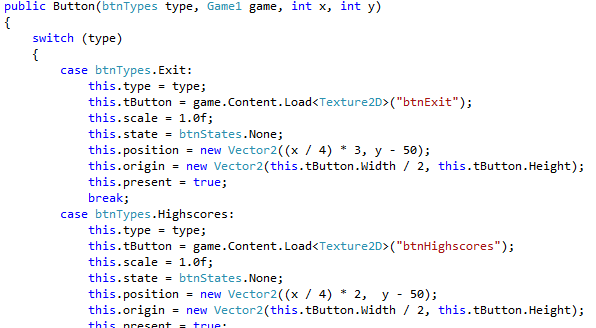 public Button(btnTypes type, Game1 game, int x, int y)
{
    switch (type)
    {
        case btnTypes.Exit:
            this.type = type;
            this.tButton = game.Content.Load<Texture2D>("btnExit");
            this.scale = 1.0f;
            this.state = btnStates.None;
            this.position = new Vector2((x / 4) * 3, y - 50);
            this.origin = new Vector2(this.tButton.Width / 2, this.tButton.Height);
            this.present = true;
            break;
        case btnTypes.Highscores:
            this.type = type;
            this.tButton = game.Content.Load<Texture2D>("btnHighscores");
            this.scale = 1.0f;
            this.state = btnStates.None;
            this.position = new Vector2((x / 4) * 2,  y - 50);
            this.origin = new Vector2(this.tButton.Width / 2, this.tButton.Height);
            this.present = true;